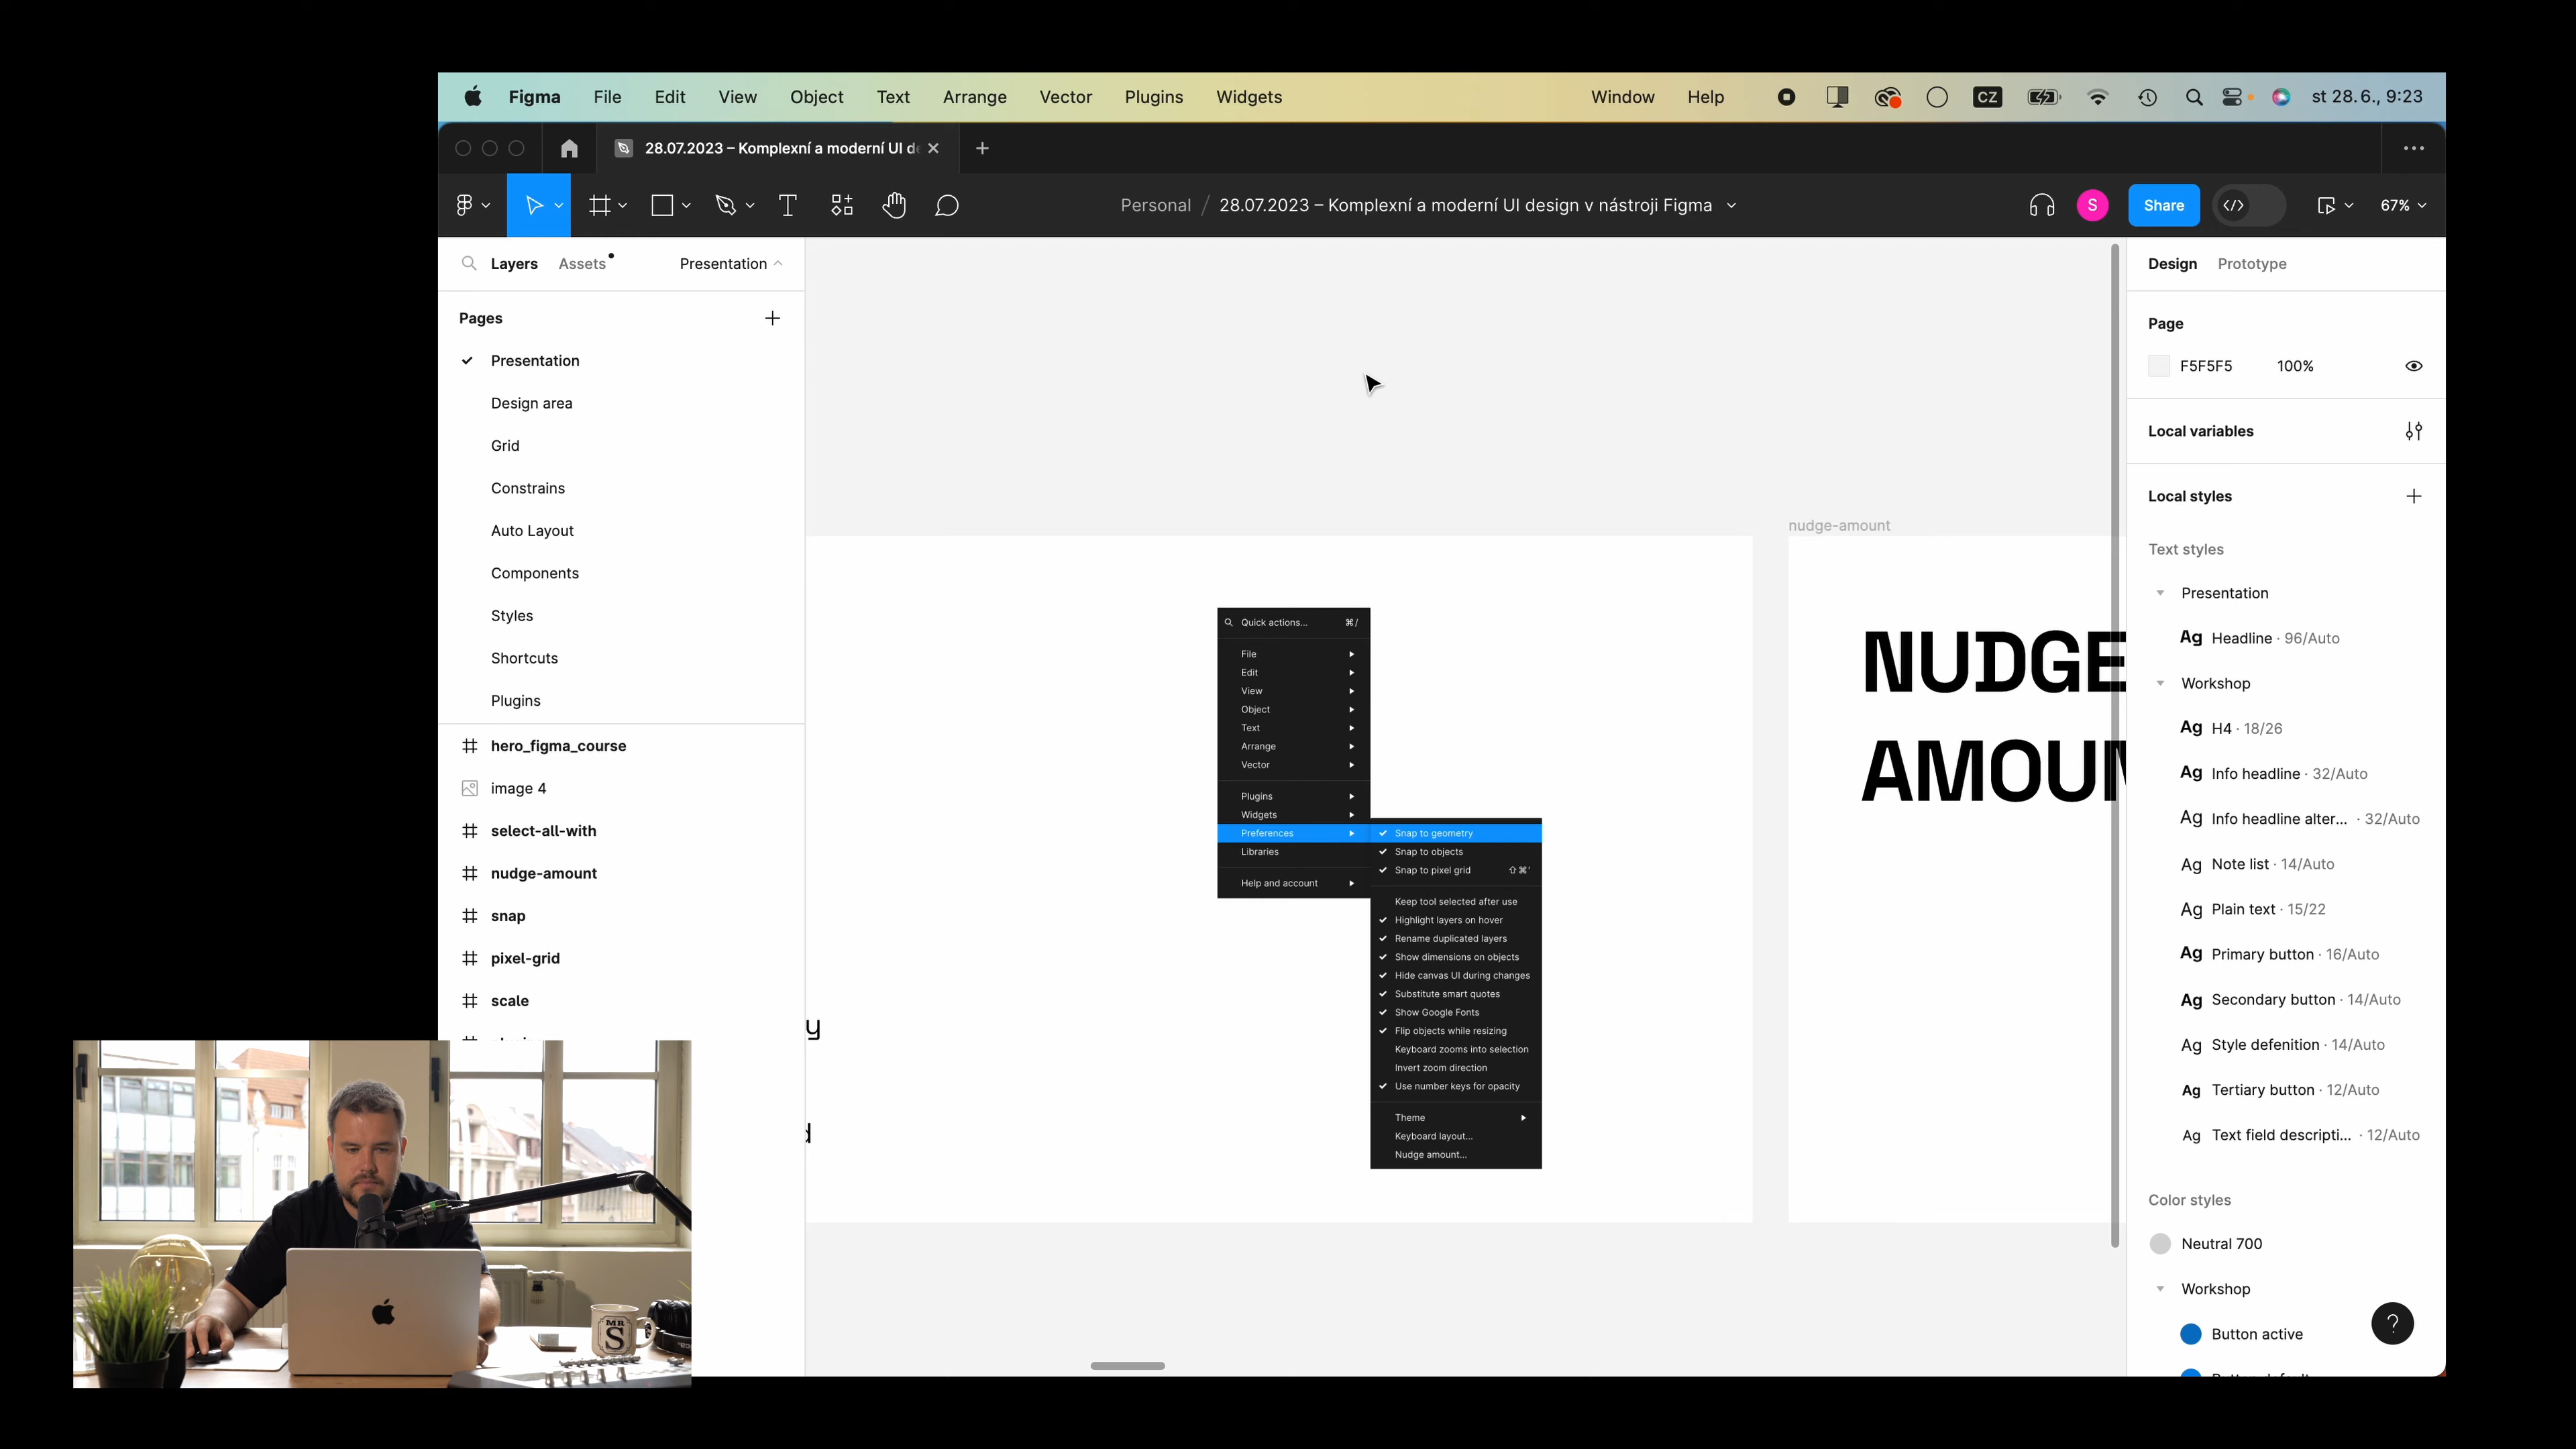 Figma File Edit View Object Text Arrange Vector Plugins Widgets Window Help CZ st 28. 6., 9:23
28.07.2023 – Komplexní a moderní UI de
Personal / 28.07.2023 – Komplexní a moderní UI design v nástroji Figma S Share 67%
Layers Assets Presentation
Pages
Presentation
Design area
Grid
Constrains
Auto Layout
Components
Styles
Shortcuts
Plugins
hero_figma_course
image 4
select-all-with
nudge-amount
snap
pixel-grid
scale
y
d
Quick actions... ⌘/
File
Edit
View
Object
Text
Arrange
Vector
Plugins
Widgets
Preferences
Libraries
Help and account
Snap to geometry
Snap to objects
Snap to pixel grid ⇧⌘'
Keep tool selected after use
Highlight layers on hover
Rename duplicated layers
Show dimensions on objects
Hide canvas UI during changes
Substitute smart quotes
Show Google Fonts
Flip objects while resizing
Keyboard zooms into selection
Invert zoom direction
Use number keys for opacity
Theme
Keyboard layout...
Nudge amount...
nudge-amount
NUDGE
AMOUN
Design Prototype
Page
F5F5F5 100%
Local variables
Local styles
Text styles
Presentation
Ag Headline · 96/Auto
Workshop
Ag H4 · 18/26
Ag Info headline · 32/Auto
Ag Info headline alter... · 32/Auto
Ag Note list · 14/Auto
Ag Plain text · 15/22
Ag Primary button · 16/Auto
Ag Secondary button · 14/Auto
Ag Style defenition · 14/Auto
Ag Tertiary button · 12/Auto
Ag Text field descripti... · 12/Auto
Color styles
Neutral 700
Workshop
Button active
?
MR
S